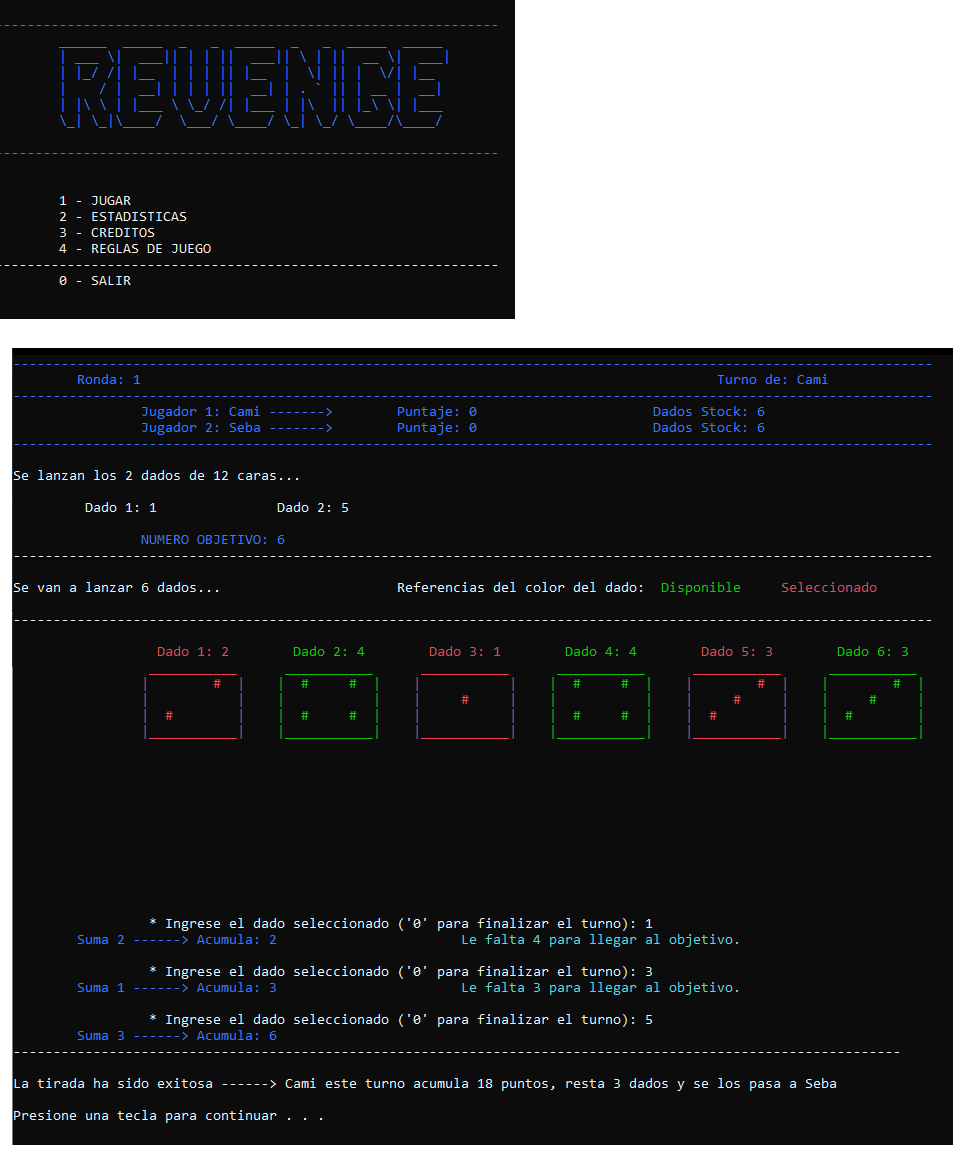 REVENGE
1 - JUGAR
2 - ESTADISTICAS
3 - CREDITOS
4 - REGLAS DE JUEGO
0 - SALIR
Ronda: 1 Turno de: Cami
Jugador 1: Cami -------> Puntaje: 0 Dados Stock: 6
Jugador 2: Seba -------> Puntaje: 0 Dados Stock: 6
Se lanzan los 2 dados de 12 caras...
Dado 1: 1 Dado 2: 5
NUMERO OBJETIVO: 6
Se van a lanzar 6 dados... Referencias del color del dado: Disponible Seleccionado
Dado 1: 2 Dado 2: 4 Dado 3: 1 Dado 4: 4 Dado 5: 3 Dado 6: 3
* Ingrese el dado seleccionado ('0' para finalizar el turno): 1
Suma 2 ------> Acumula: 2 Le falta 4 para llegar al objetivo.
* Ingrese el dado seleccionado ('0' para finalizar el turno): 3
Suma 1 ------> Acumula: 3 Le falta 3 para llegar al objetivo.
* Ingrese el dado seleccionado ('0' para finalizar el turno): 5
Suma 3 ------> Acumula: 6
La tirada ha sido exitosa ------> Cami este turno acumula 18 puntos, resta 3 dados y se los pasa a Seba
Presione una tecla para continuar . . .